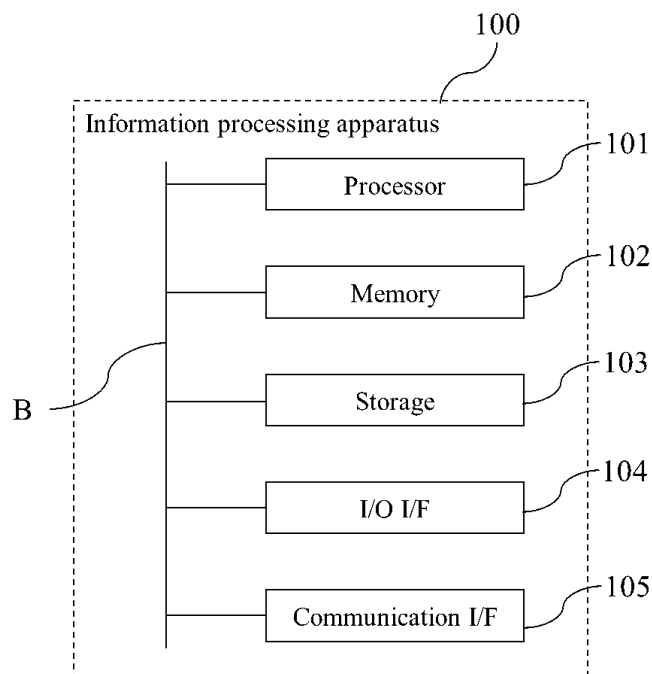 100
Information processing apparatus
101
Processor
102
Memory
103
Storage
B
104
I/O I/F
105
Communication I/F